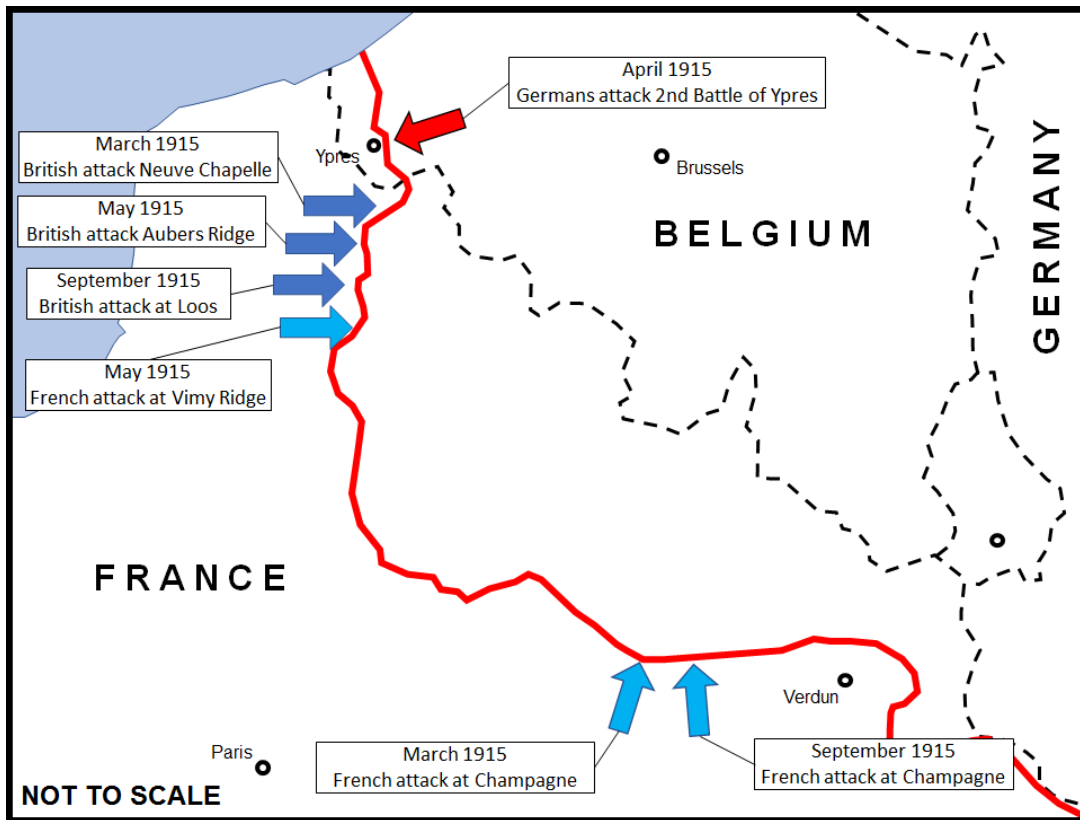 April 1915
Germans attack 2nd Battle of Ypres
March 1915
British attack Neuve Chapelle
Ypres
Brussels
May 1915
British attack Aubers Ridge
BELGIUM
GERMANY
September 1915
British attack at Loos
May 1915
French attack at Vimy Ridge
FRANCE
Verdun
Paris
March 1915
French attack at Champagne
September 1915
French attack at Champagne
NOT TO SCALE